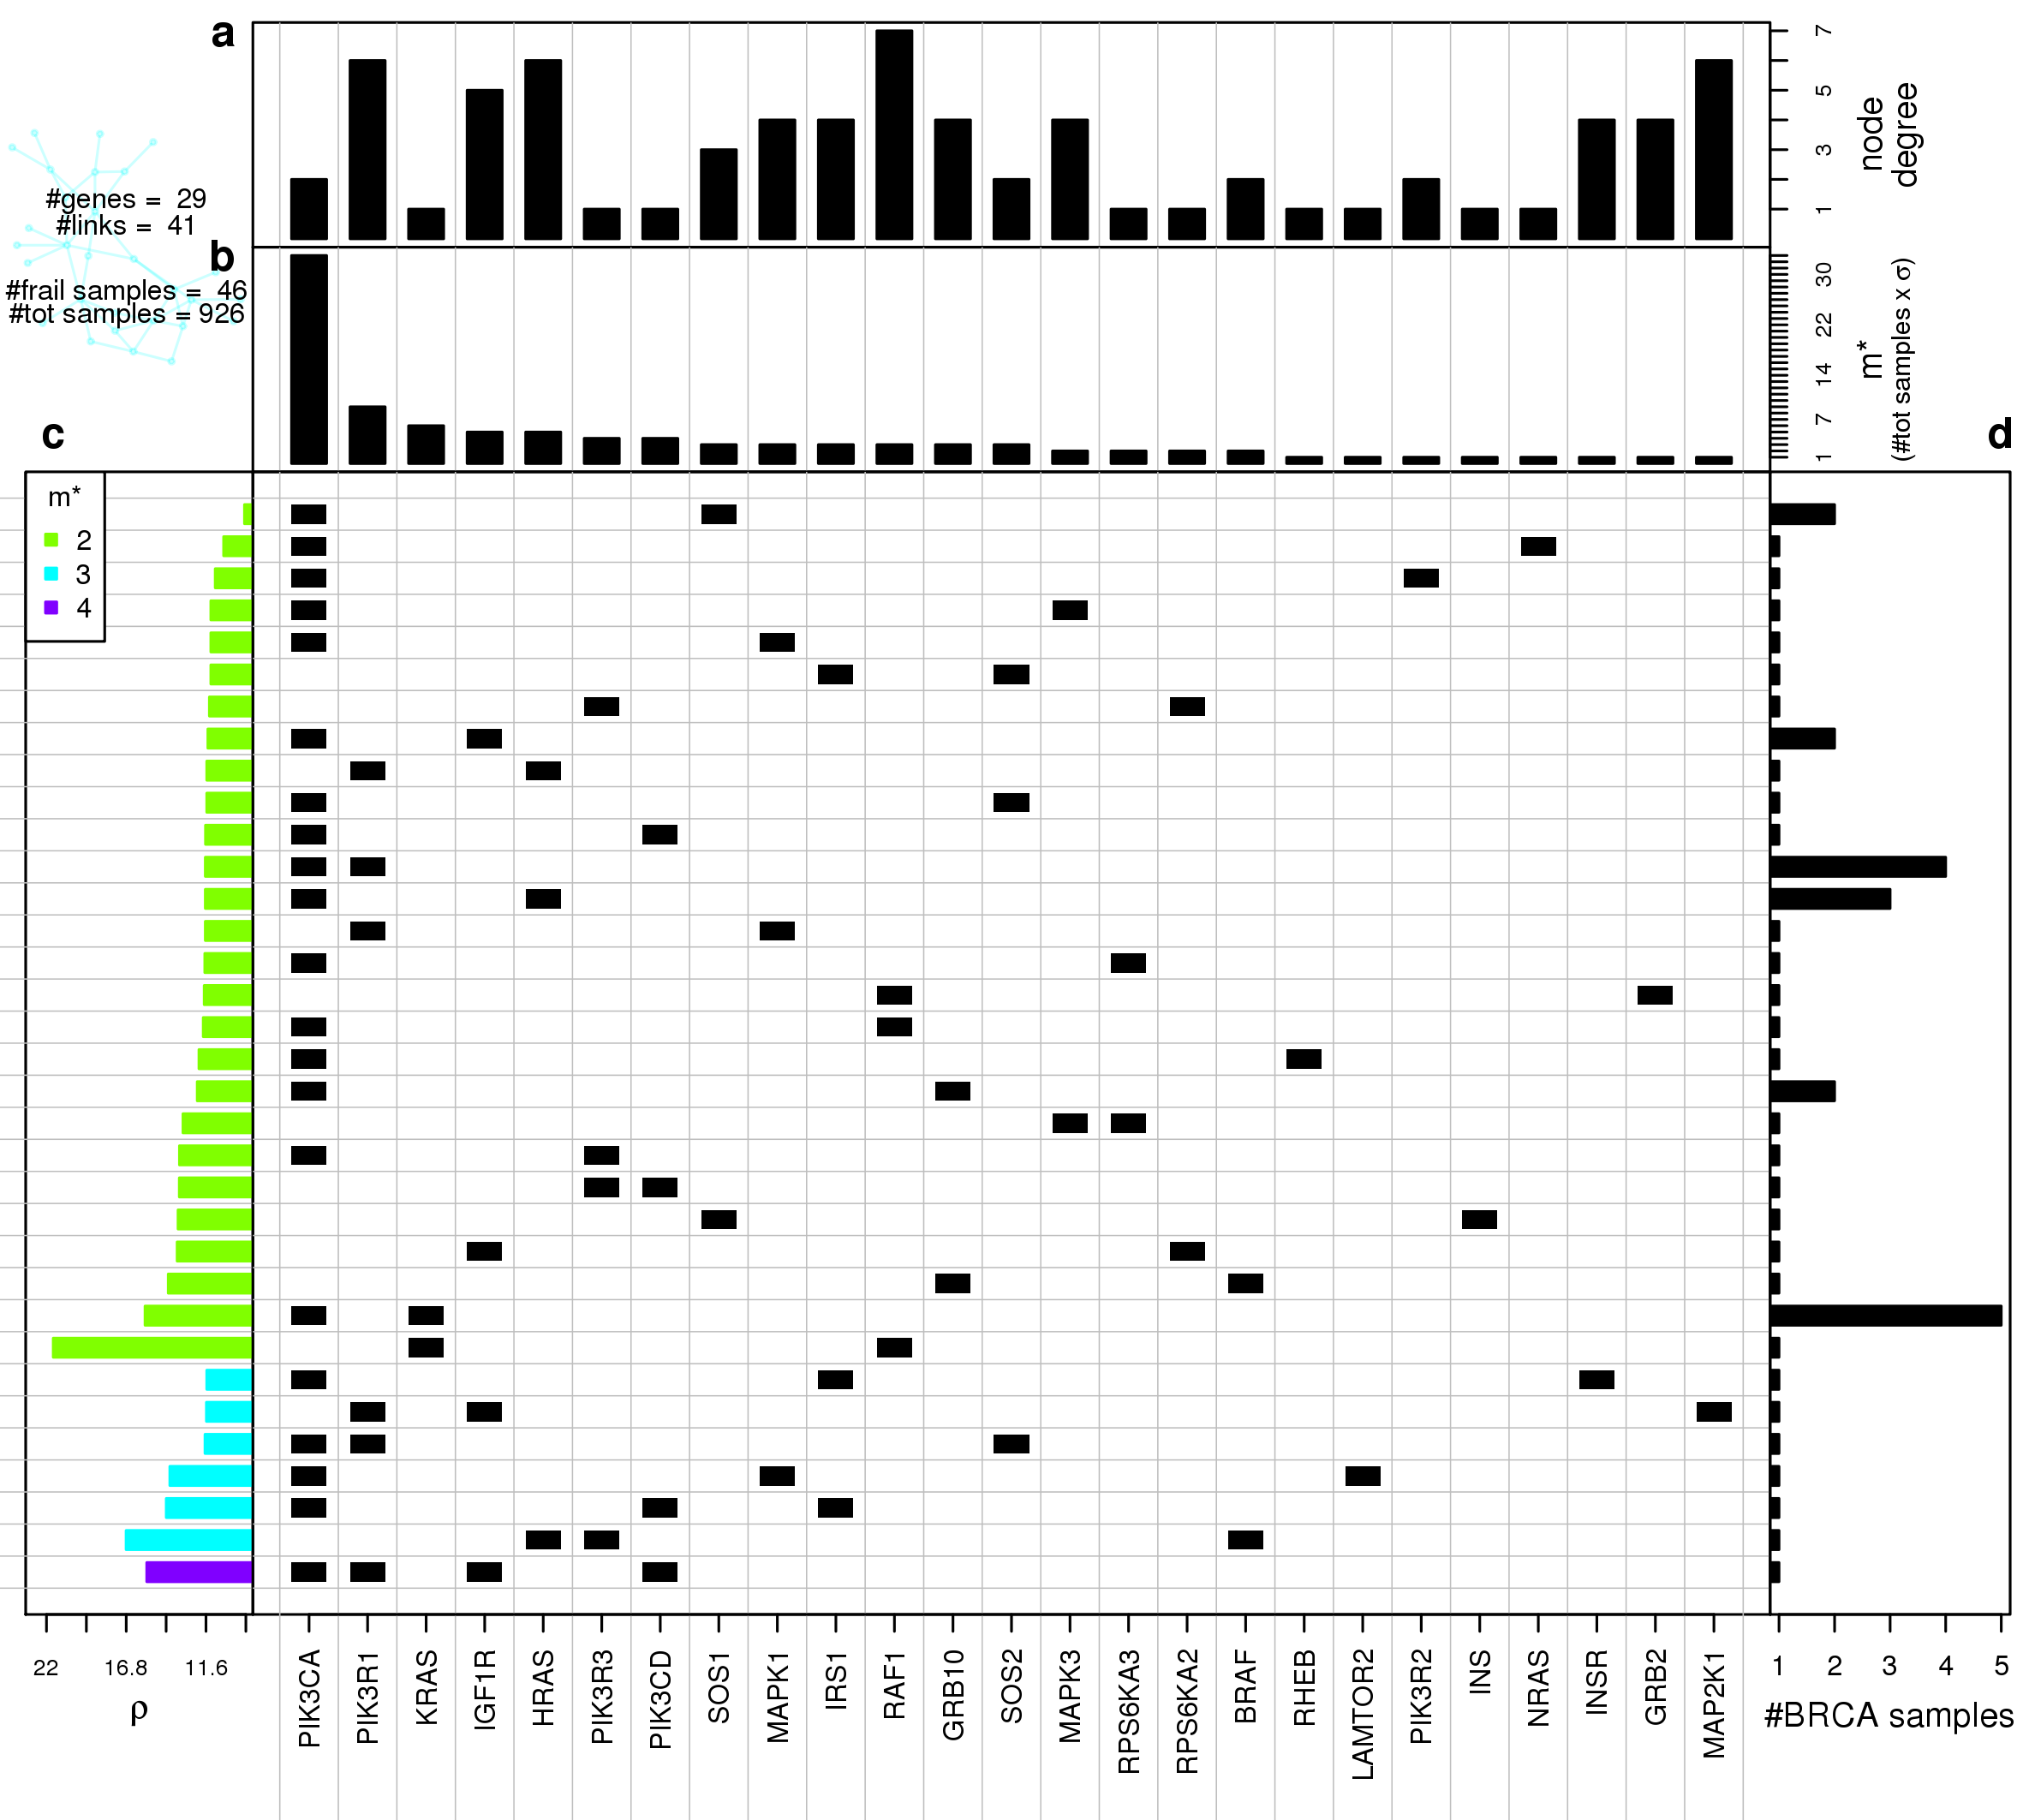 a
7
5
3
1
node
degree
#genes = 29
#links = 41
b
#frail samples = 46
#tot samples = 926
30
22
14
7
1
m*
(#tot samples x σ)
c
d
m*
2
3
4
22
16.8
11.6
ρ
PIK3CA
PIK3R1
KRAS
IGF1R
HRAS
PIK3R3
PIK3CD
SOS1
MAPK1
IRS1
RAF1
GRB10
SOS2
MAPK3
RPS6KA3
RPS6KA2
BRAF
RHEB
LAMTOR2
PIK3R2
INS
NRAS
INSR
GRB2
MAP2K1
1 2 3 4 5
#BRCA samples